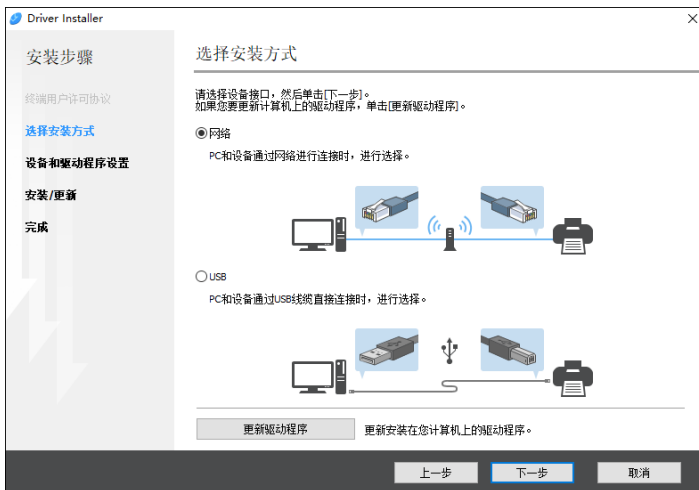 Driver Installer
安装步骤
终端用户许可协议
选择安装方式
设备和驱动程序设置
安装/更新
完成
选择安装方式
请选择设备接口，然后单击[下一步]。
如果您要更新计算机上的驱动程序，单击[更新驱动程序]。
网络
PC和设备通过网络进行连接时，进行选择。
USB
PC和设备通过USB线缆直接连接时，进行选择。
更新驱动程序
更新安装在您计算机上的驱动程序。
上一步
下一步
取消